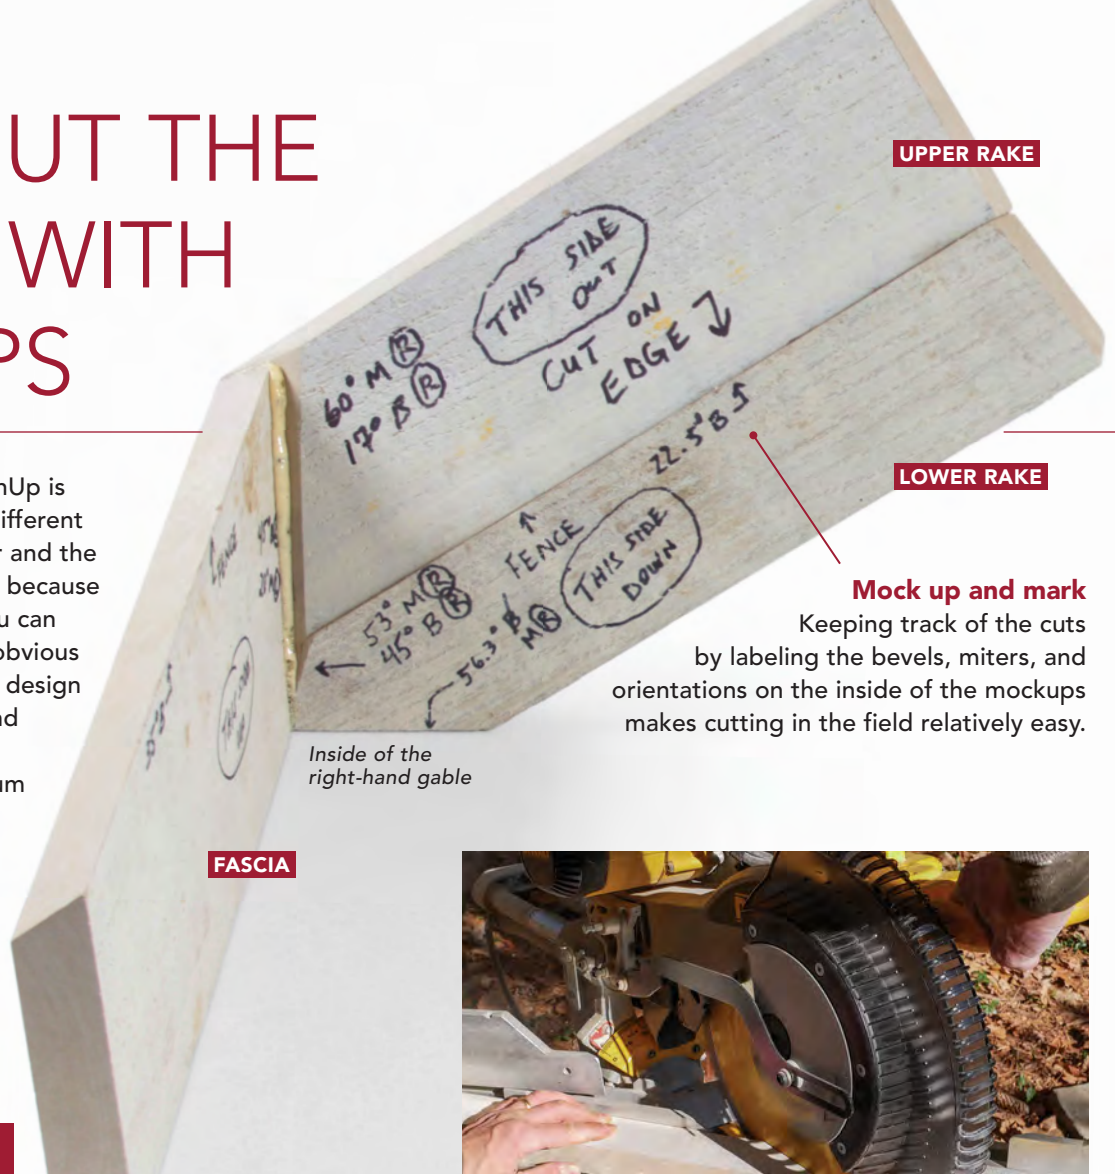 UT THE
WITH
PS
nUp is
ifferent
r and the
because
u can
obvious
design
nd
um
UPPER RAKE
THIS SIDE
OUT
CUT ON
EDGE
60° M R
17° B R
22.5° B
LOWER RAKE
FENCE
THIS SIDE
DOWN
53° M R
45° B R
56.3°
M R
FENCE
Mock up and mark
Keeping track of the cuts
by labeling the bevels, miters, and
orientations on the inside of the mockups
makes cutting in the field relatively easy.
Inside of the
right-hand gable
FASCIA